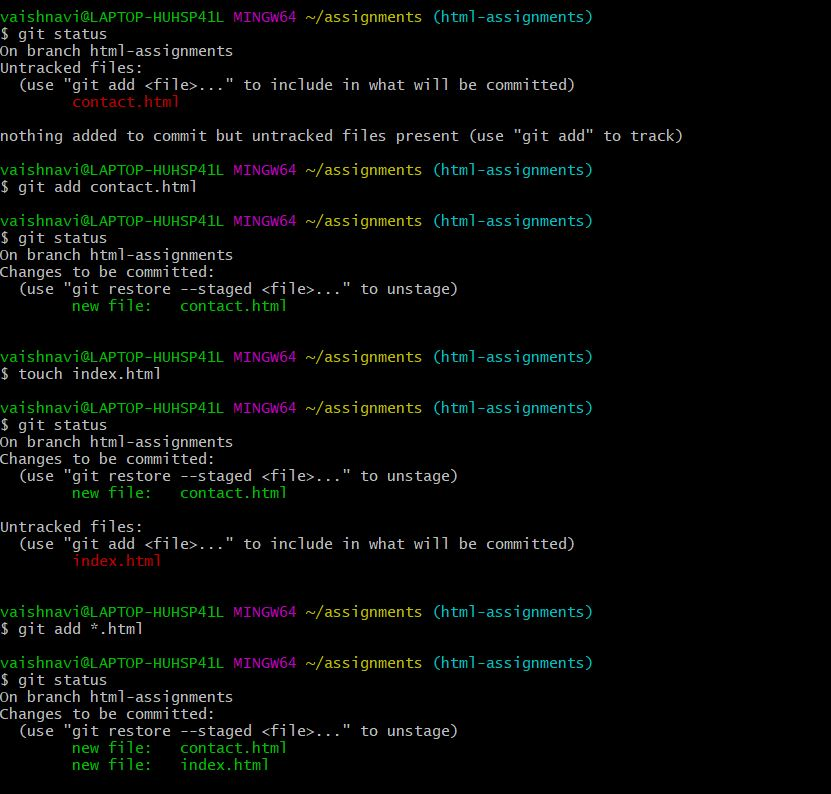 vaishnavi@LAPTOP-HUHSP41L MINGW64 ~/assignments (html-assignments)
$ git status
On branch html-assignments
Untracked files:
  (use "git add <file>..." to include in what will be committed)
        contact.html

nothing added to commit but untracked files present (use "git add" to track)

vaishnavi@LAPTOP-HUHSP41L MINGW64 ~/assignments (html-assignments)
$ git add contact.html

vaishnavi@LAPTOP-HUHSP41L MINGW64 ~/assignments (html-assignments)
$ git status
On branch html-assignments
Changes to be committed:
  (use "git restore --staged <file>..." to unstage)
        new file:   contact.html


vaishnavi@LAPTOP-HUHSP41L MINGW64 ~/assignments (html-assignments)
$ touch index.html

vaishnavi@LAPTOP-HUHSP41L MINGW64 ~/assignments (html-assignments)
$ git status
On branch html-assignments
Changes to be committed:
  (use "git restore --staged <file>..." to unstage)
        new file:   contact.html

Untracked files:
  (use "git add <file>..." to include in what will be committed)
        index.html


vaishnavi@LAPTOP-HUHSP41L MINGW64 ~/assignments (html-assignments)
$ git add *.html

vaishnavi@LAPTOP-HUHSP41L MINGW64 ~/assignments (html-assignments)
$ git status
On branch html-assignments
Changes to be committed:
  (use "git restore --staged <file>..." to unstage)
        new file:   contact.html
        new file:   index.html